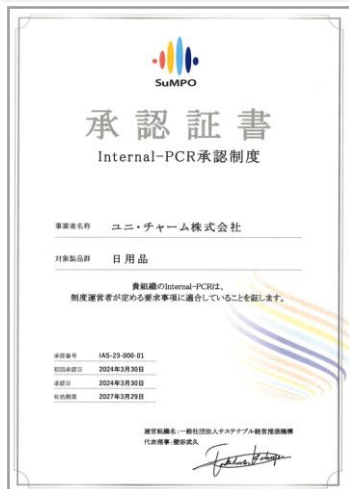 SuMPO
承認証書
Internal-PCR承認制度
事業者名称 ユニ・チャーム株式会社
対象製品群 日用品
貴組織のInternal-PCRは、
制度運営者が定める要求事項に適合していることを証します。
承認番号 IAS-23-000-01
初回承認日 2024年3月30日
承認日 2024年3月30日
有効期限 2027年3月29日
運営組織名:一般社団法人サステナブル経営推進機構
代表理事:壁谷武久